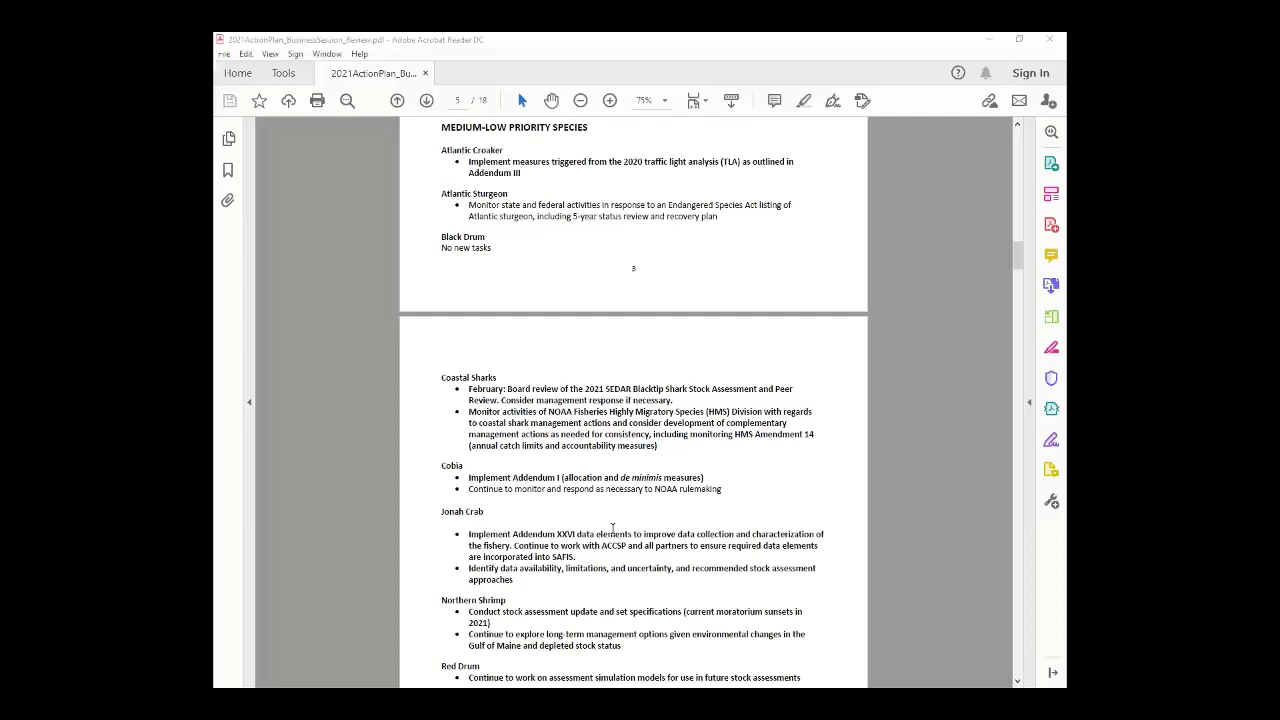 2021ActionPlan_BusinessSession_Review.pdf - Adobe Acrobat Reader DC
File Edit View Sign Window Help
Home Tools 2021ActionPlan_Bu... × Sign In
5 / 18 75%
MEDIUM-LOW PRIORITY SPECIES
Atlantic Croaker
• Implement measures triggered from the 2020 traffic light analysis (TLA) as outlined in
Addendum III
Atlantic Sturgeon
• Monitor state and federal activities in response to an Endangered Species Act listing of
Atlantic sturgeon, including 5-year status review and recovery plan
Black Drum
No new tasks
3
Coastal Sharks
• February: Board review of the 2021 SEDAR Blacktip Shark Stock Assessment and Peer
Review. Consider management response if necessary.
• Monitor activities of NOAA Fisheries Highly Migratory Species (HMS) Division with regards
to coastal shark management actions and consider development of complementary
management actions as needed for consistency, including monitoring HMS Amendment 14
(annual catch limits and accountability measures)
Cobia
• Implement Addendum I (allocation and de minimis measures)
• Continue to monitor and respond as necessary to NOAA rulemaking
Jonah Crab
• Implement Addendum XXVI data elements to improve data collection and characterization of
the fishery. Continue to work with ACCSP and all partners to ensure required data elements
are incorporated into SAFIS.
• Identify data availability, limitations, and uncertainty, and recommended stock assessment
approaches
Northern Shrimp
• Conduct stock assessment update and set specifications (current moratorium sunsets in
2021)
• Continue to explore long-term management options given environmental changes in the
Gulf of Maine and depleted stock status
Red Drum
• Continue to work on assessment simulation models for use in future stock assessments